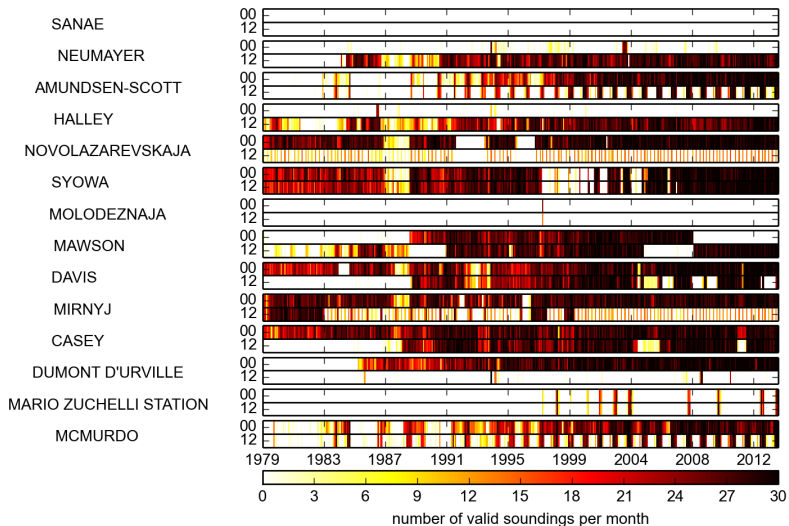 SANAE 00
12
NEUMAYER 00
12
AMUNDSEN-SCOTT 00
12
HALLEY 00
12
NOVOLAZAREVSKAJA 00
12
SYOWA 00
12
MOLODEZNAJA 00
12
MAWSON 00
12
DAVIS 00
12
MIRNYJ 00
12
CASEY 00
12
DUMONT D'URVILLE 00
12
MARIO ZUCHELLI STATION 00
12
MCMURDO 00
12
1979 1983 1987 1991 1995 1999 2004 2008 2012
0 3 6 9 12 15 18 21 24 27 30
number of valid soundings per month